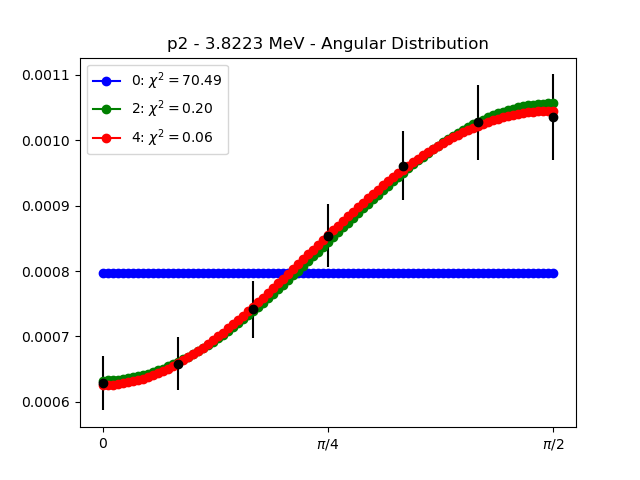 p2 - 3.8223 MeV - Angular Distribution
0: χ² = 70.49
2: χ² = 0.20
4: χ² = 0.06
0.0011
0.0010
0.0009
0.0008
0.0007
0.0006
0 π/4 π/2